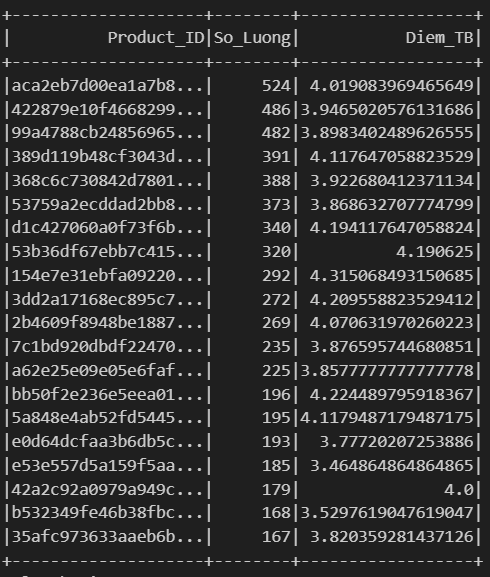 +--------------------+--------+------------------+
|          Product_ID|So_Luong|           Diem_TB|
+--------------------+--------+------------------+
|aca2eb7d00ea1a7b8...|     524| 4.019083969465649|
|422879e10f4668299...|     486|3.9465020576131686|
|99a4788cb24856965...|     482|3.8983402489626555|
|389d119b48cf3043d...|     391| 4.117647058823529|
|368c6c730842d7801...|     388| 3.922680412371134|
|53759a2ecddad2bb8...|     373| 3.868632707774799|
|d1c427060a0f73f6b...|     340| 4.194117647058824|
|53b36df67ebb7c415...|     320|          4.190625|
|154e7e31ebfa09220...|     292| 4.315068493150685|
|3dd2a17168ec895c7...|     272| 4.209558823529412|
|2b4609f8948be1887...|     269| 4.070631970260223|
|7c1bd920dbdf22470...|     235| 3.876595744680851|
|a62e25e09e05e6faf...|     225|3.8577777777777778|
|bb50f2e236e5eea01...|     196| 4.224489795918367|
|5a848e4ab52fd5445...|     195|4.1179487179487175|
|e0d64dcfaa3b6db5c...|     193|  3.77720207253886|
|e53e557d5a159f5aa...|     185| 3.464864864864865|
|42a2c92a0979a949c...|     179|               4.0|
|b532349fe46b38fbc...|     168|3.5297619047619047|
|35afc973633aaeb6b...|     167| 3.820359281437126|
+--------------------+--------+------------------+